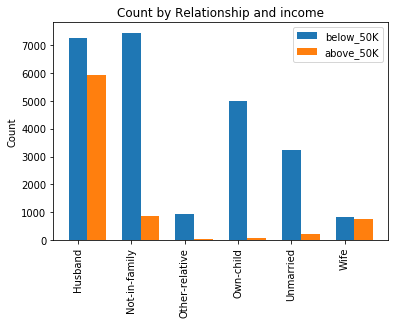 Count by Relationship and income
below_50K
above_50K
Count
7000
6000
5000
4000
3000
2000
1000
0
Husband
Not-in-family
Other-relative
Own-child
Unmarried
Wife